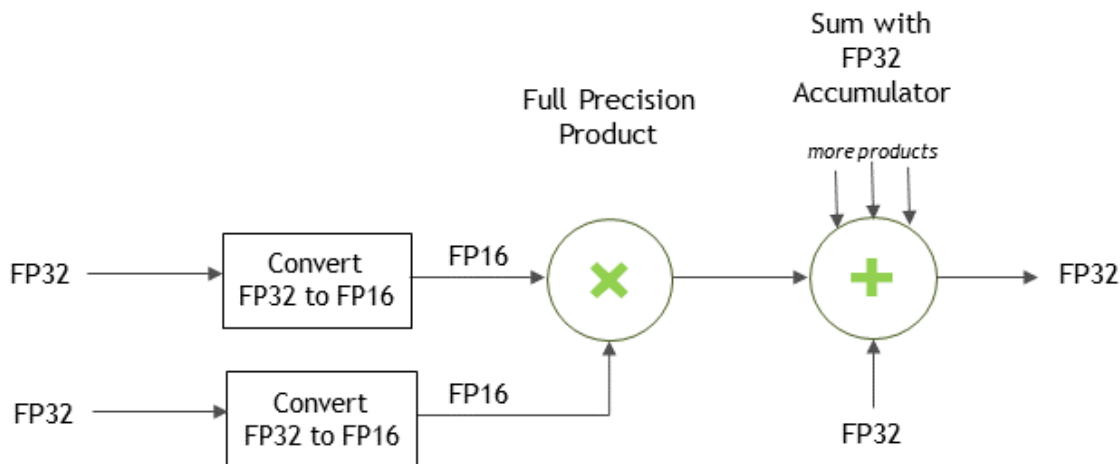 Sum with
FP32
Accumulator
Full Precision
Product
more products
FP32
Convert
FP32 to FP16
FP16
FP32
FP32
Convert
FP32 to FP16
FP16
FP32